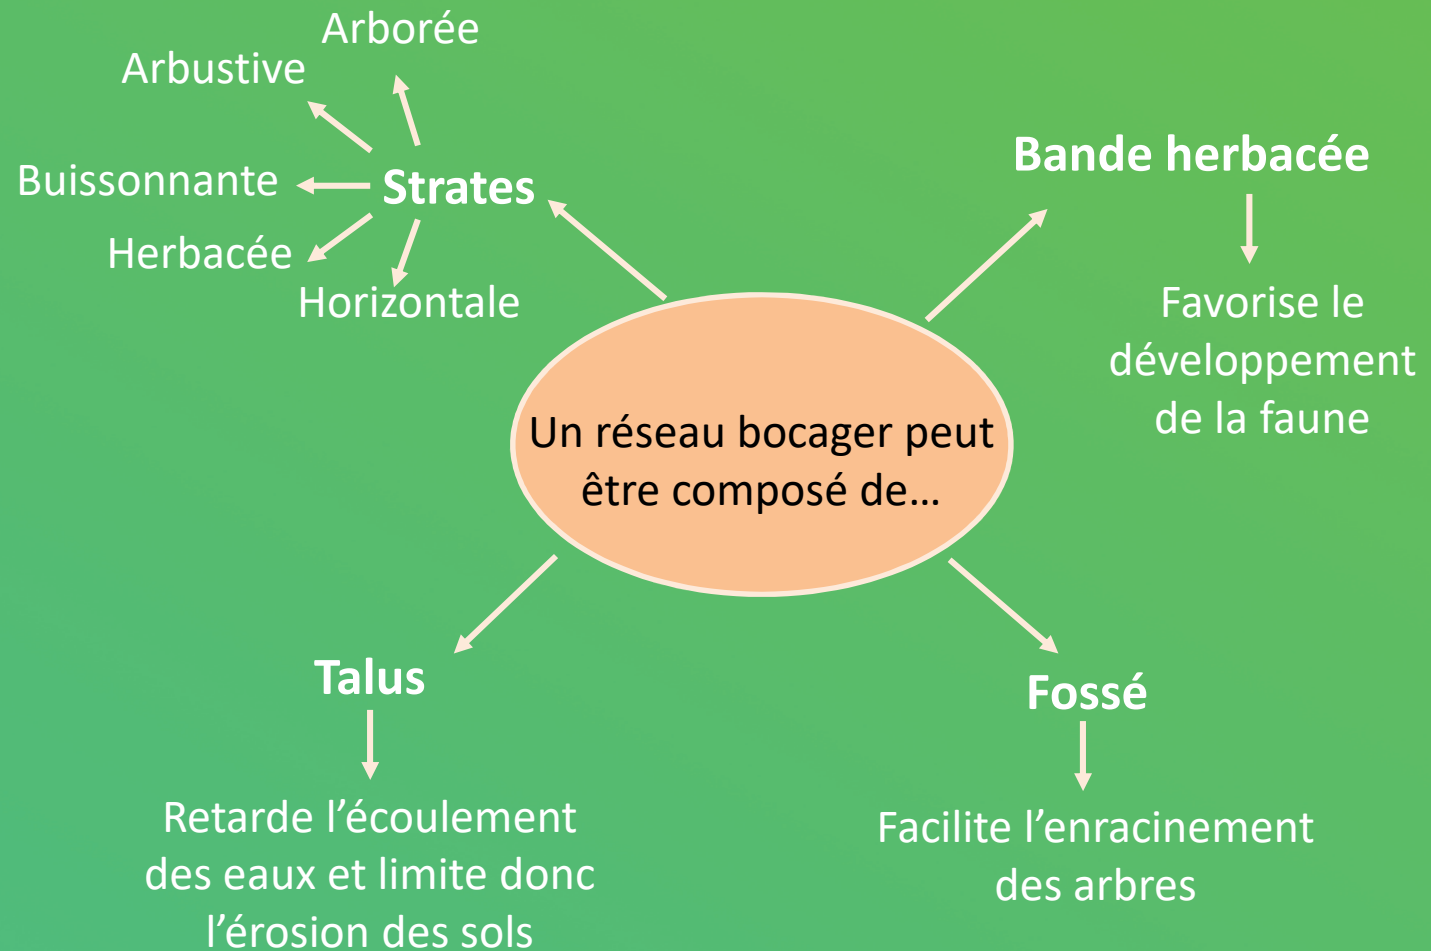 Arborée
Arbustive
Buissonnante
Strates
Herbacée
Horizontale
Bande herbacée
Favorise le
développement
de la faune
Un réseau bocager peut
être composé de...
Talus
Retarde l’écoulement
des eaux et limite donc
l’érosion des sols
Fossé
Facilite l’enracinement
des arbres